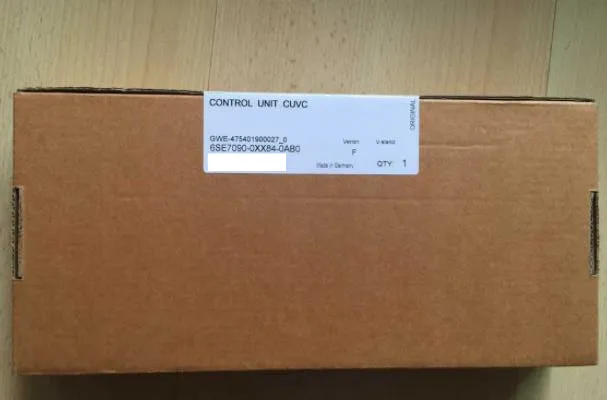 CONTROL UNIT CUVC
ORIGINAL
GWE-475401900027_0
6SE7090-0XX84-0AB0
Version V-stand
F
Made in Germany
QTY: 1